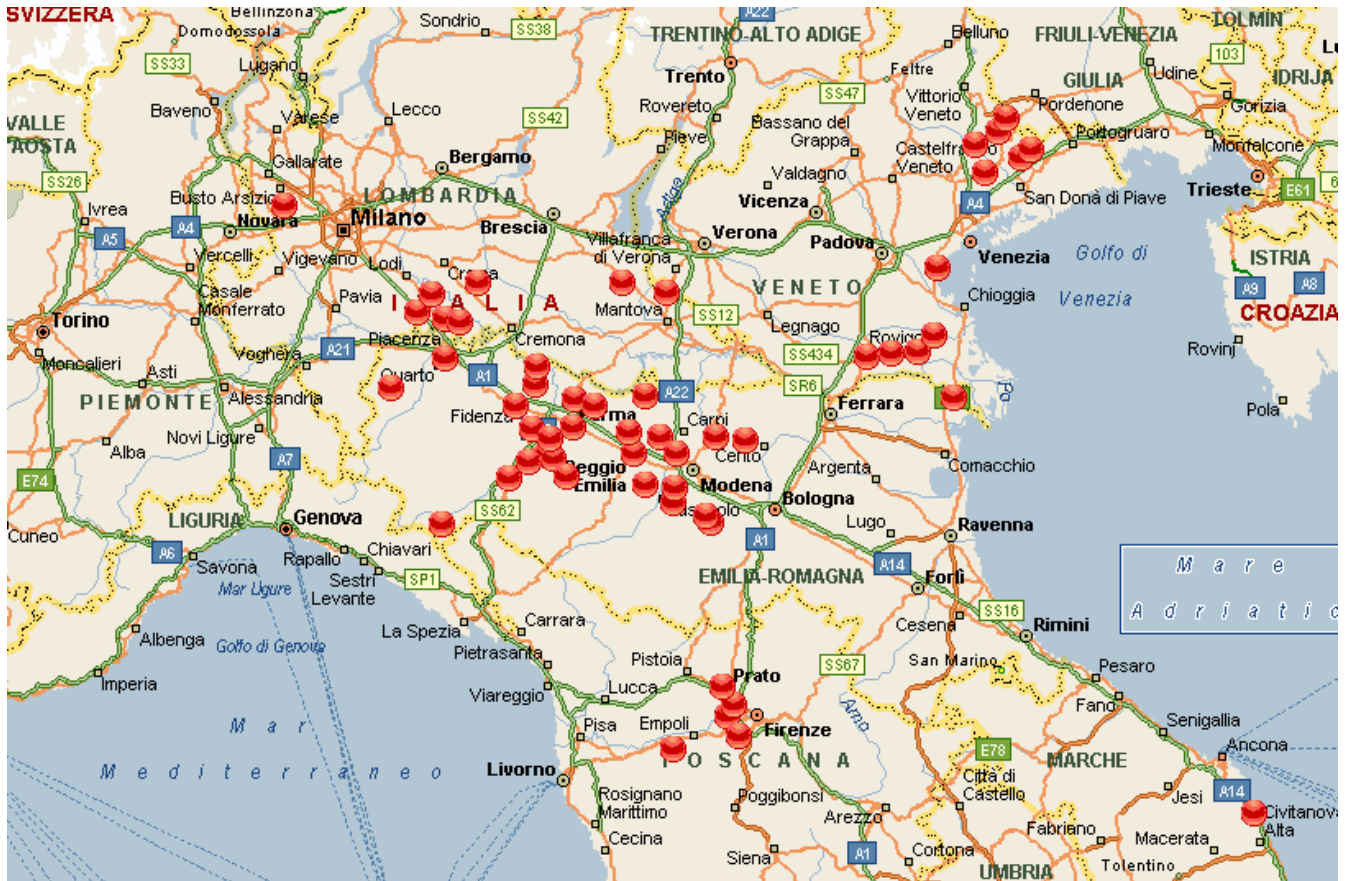 SVIZZERA
Bellinzona
Domodossola
Sondrio
SS38
A22
TRENTINO-ALTO ADIGE
Belluno
FRIULI-VENEZIA
TOLMIN
SS33
Lugano
Trento
Feltre
Udine
103
GIULIA
IDRIJA
Baveno
Lecco
SS42
Rovereto
SS47
Vittorio
Veneto
Pordenone
Gorizia
VALLE
Varese
Pieve
Bassano del
Grappa
Portogruaro
Monfalcone
Gallarate
Bergamo
Valdagno
Veneto
SS26
Busto Arsizio
LOMBARDIA
Adige
Vicenza
San Donà di Piave
Trieste
E61
6
Ivrea
A4
Novara
Milano
Brescia
A4
A5
Villafranca
di Verona
Verona
Padova
Venezia
Golfo di
Venezia
ISTRIA
Vercelli
Vigevano
Lodi
VENETO
A9
A8
Casale
Monferrato
Pavia
ITALIA
Mantova
SS12
Legnago
Chioggia
CROAZIA
Torino
Piacenza
Cremona
Rovigo
Rovinj
Moncalieri
Voghera
A21
SS434
Asti
A1
SR6
Po
PIEMONTE
Alessandria
Fidenza
A22
Ferrara
Pola
Novi Ligure
Carpi
Alba
A7
Cento
Argenta
Comacchio
E74
Reggio
Emilia
Modena
Bologna
LIGURIA
Genova
SS62
Lugo
Ravenna
Cuneo
A6
Rapallo
Chiavari
A1
Savona
Mar Ligure
Sestri
Levante
SP1
EMILIA-ROMAGNA
A14
Forlì
Mare
Adriatic
SS16
Albenga
Golfo di Genova
La Spezia
Carrara
Cesena
Rimini
Pietrasanta
Pistoia
SS67
San Marino
Pesaro
Imperia
Viareggio
Lucca
Prato
Arno
Fano
Mar
Pisa
Empoli
Firenze
Senigallia
Mediterraneo
Livorno
TOSCANA
E78
MARCHE
Ancona
Rosignano
Marittimo
Poggibonsi
Città di
Castello
Jesi
A14
Cecina
Arezzo
Fabriano
Macerata
Civitanova
Alta
Siena
A1
Cortona
UMBRIA
Tolentino